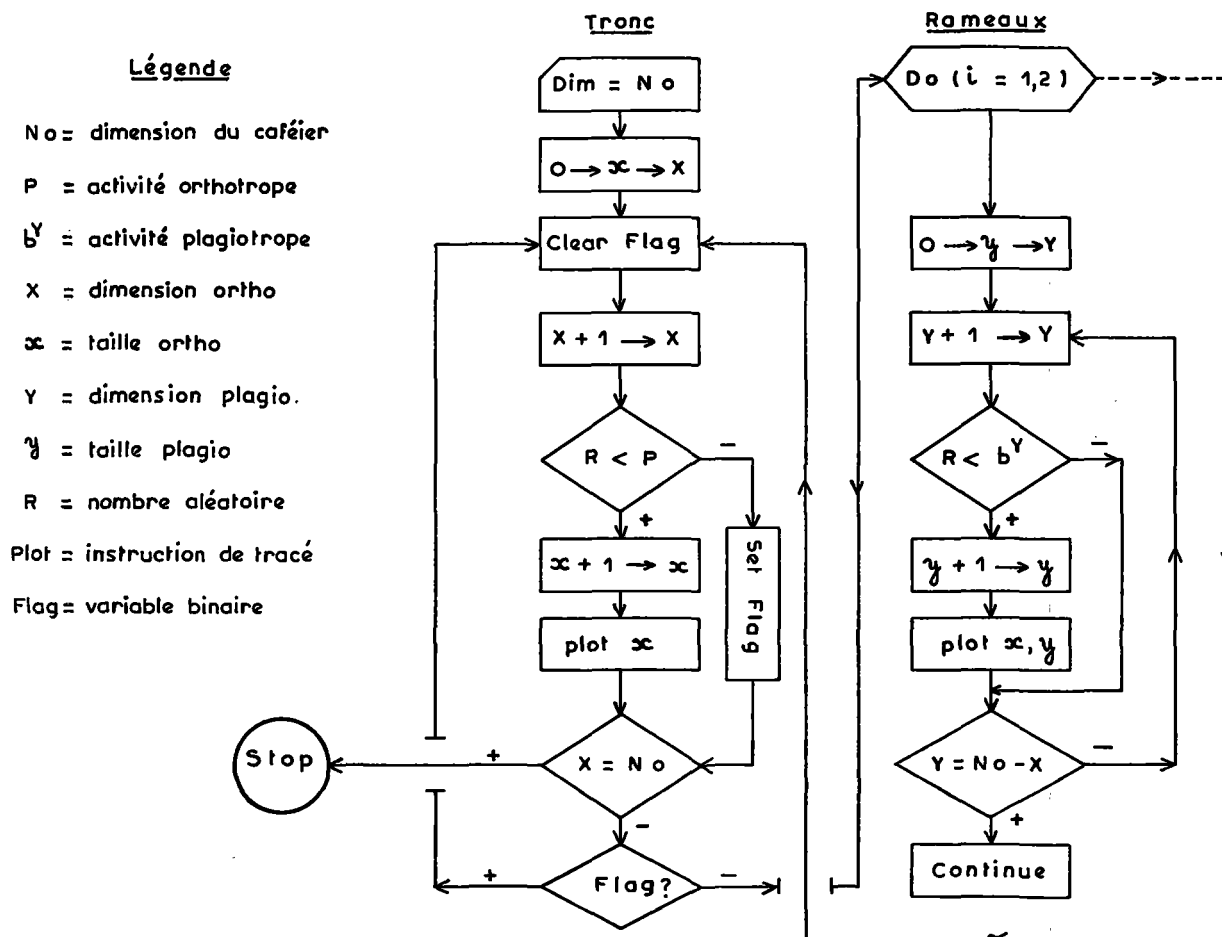 Légende
No = dimension du caféier
P = activité orthotrope
b^Y = activité plagiotrope
X = dimension ortho
x = taille ortho
Y = dimension plagio.
y = taille plagio
R = nombre aléatoire
Plot = instruction de tracé
Flag = variable binaire
Tronc
Dim = No
O → x → X
Clear Flag
X + 1 → X
R < P
−
+
x + 1 → x
Set Flag
plot x
X = No
+
Stop
−
Flag?
+
−
Rameaux
Do (i = 1,2)
O → y → Y
Y + 1 → Y
R < b^Y
−
+
y + 1 → y
plot x, y
Y = No - X
−
+
Continue